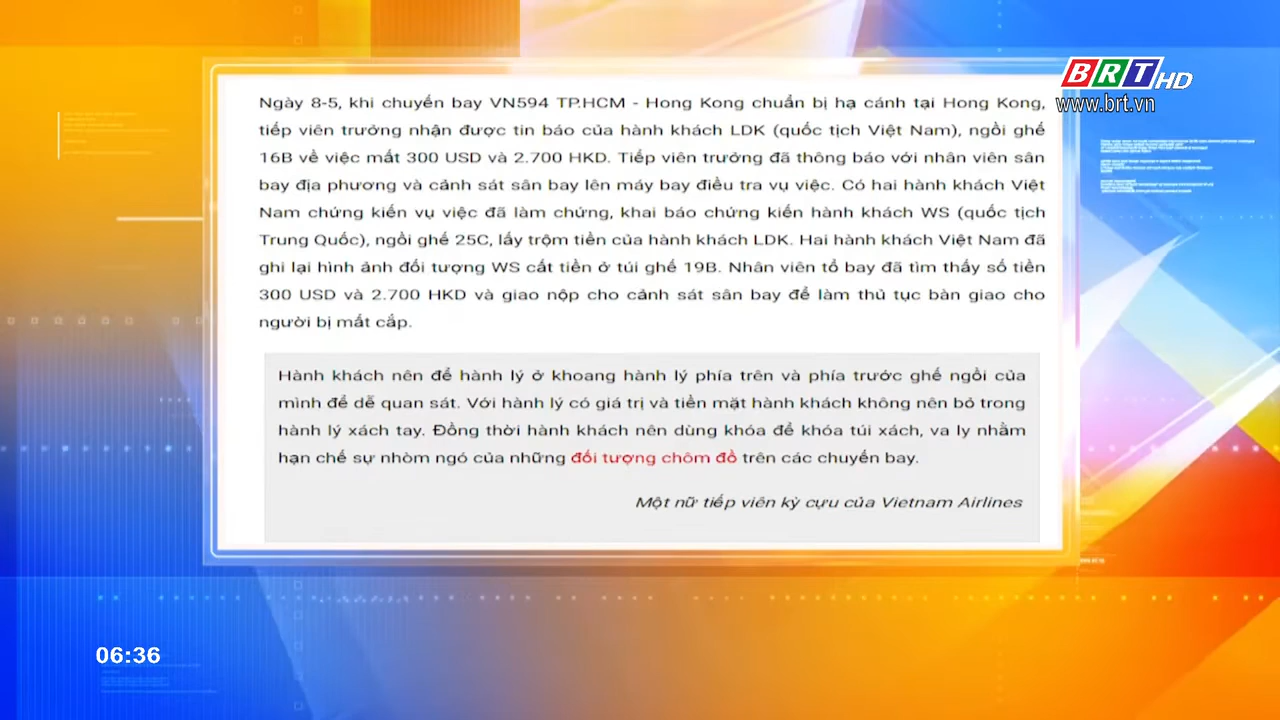 BRT HD
www.brt.vn
Ngày 8-5, khi chuyến bay VN594 TP.HCM - Hong Kong chuẩn bị hạ cánh tại Hong Kong,
tiếp viên trưởng nhận được tin báo của hành khách LDK (quốc tịch Việt Nam), ngồi ghế
16B về việc mất 300 USD và 2.700 HKD. Tiếp viên trưởng đã thông báo với nhân viên sân
bay địa phương và cảnh sát sân bay lên máy bay điều tra vụ việc. Có hai hành khách Việt
Nam chứng kiến vụ việc đã làm chứng, khai báo chứng kiến hành khách WS (quốc tịch
Trung Quốc), ngồi ghế 25C, lấy trộm tiền của hành khách LDK. Hai hành khách Việt Nam đã
ghi lại hình ảnh đối tượng WS cất tiền ở túi ghế 19B. Nhân viên tổ bay đã tìm thấy số tiền
300 USD và 2.700 HKD và giao nộp cho cảnh sát sân bay để làm thủ tục bàn giao cho
người bị mất cắp.
Hành khách nên để hành lý ở khoang hành lý phía trên và phía trước ghế ngồi của
mình để dễ quan sát. Với hành lý có giá trị và tiền mặt hành khách không nên bỏ trong
hành lý xách tay. Đồng thời hành khách nên dùng khóa để khóa túi xách, va ly nhằm
hạn chế sự nhòm ngó của những đối tượng chôm đồ trên các chuyến bay.
Một nữ tiếp viên kỳ cựu của Vietnam Airlines
06:36